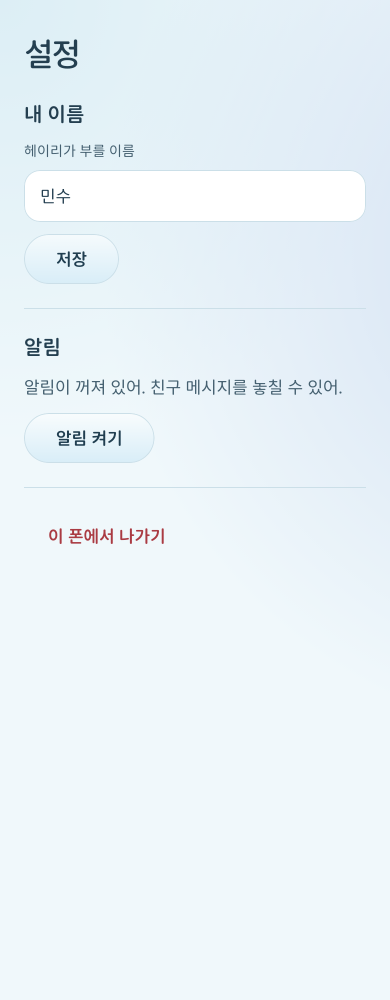 설정
내 이름
헤이리가 부를 이름
민수
저장
알림
알림이 꺼져 있어. 친구 메시지를 놓칠 수 있어.
알림 켜기
이 폰에서 나가기